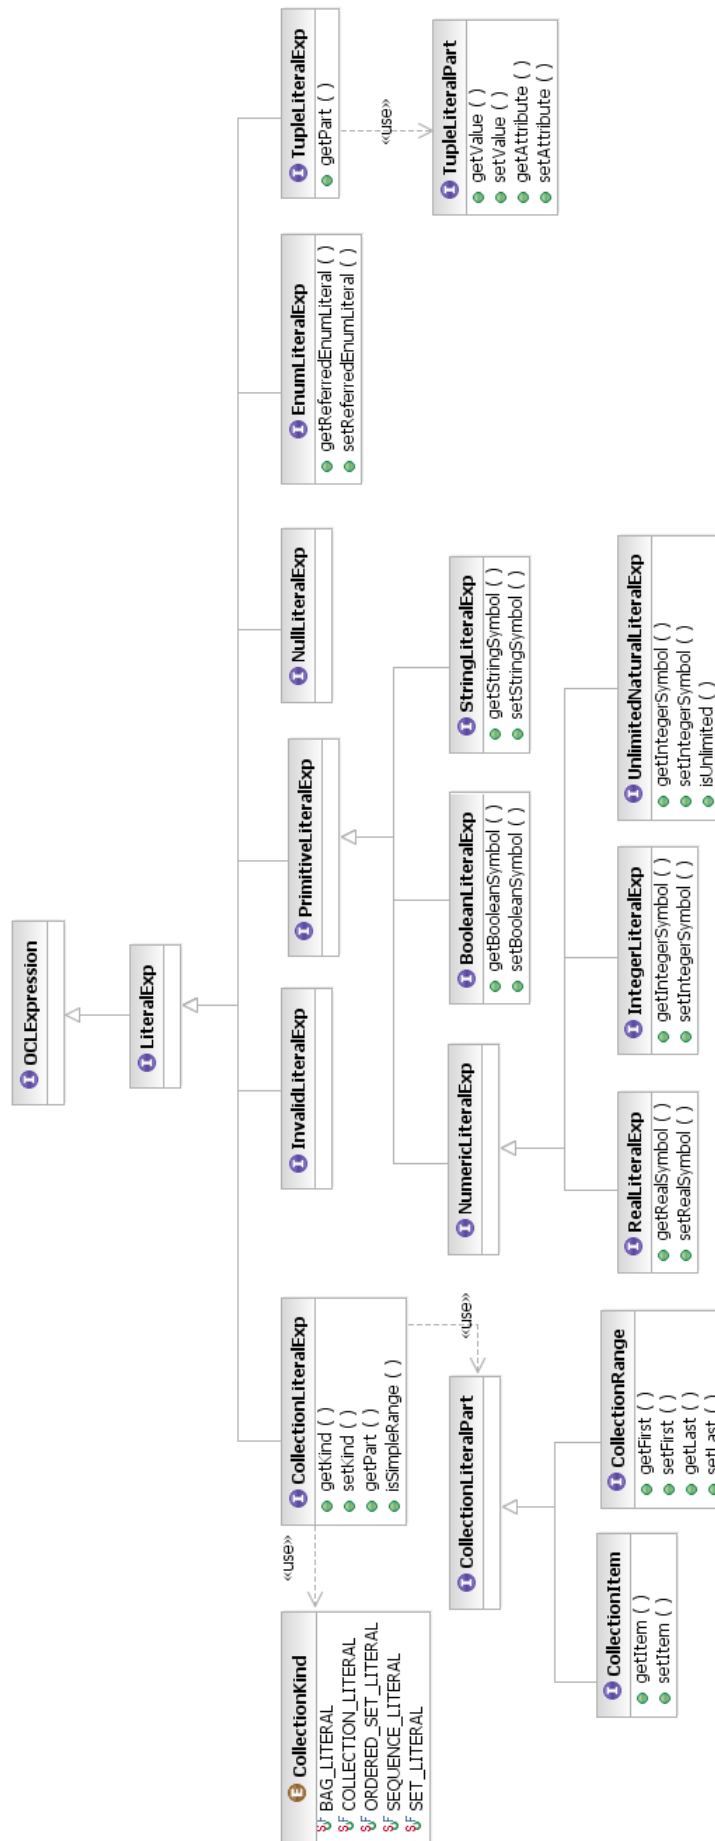 OCLExpression
LiteralExp
«use»
CollectionKind
BAG_LITERAL
COLLECTION_LITERAL
ORDERED_SET_LITERAL
SEQUENCE_LITERAL
SET_LITERAL
CollectionLiteralExp
getKind ( )
setKind ( )
getPart ( )
isSimpleRange ( )
InvalidLiteralExp
PrimitiveLiteralExp
NullLiteralExp
EnumLiteralExp
getReferredEnumLiteral ( )
setReferredEnumLiteral ( )
TupleLiteralExp
getPart ( )
«use»
«use»
CollectionLiteralPart
NumericLiteralExp
BooleanLiteralExp
getBooleanSymbol ( )
setBooleanSymbol ( )
StringLiteralExp
getStringSymbol ( )
setStringSymbol ( )
TupleLiteralPart
getValue ( )
setValue ( )
getAttribute ( )
setAttribute ( )
CollectionItem
getItem ( )
setItem ( )
CollectionRange
getFirst ( )
setFirst ( )
getLast ( )
setLast ( )
RealLiteralExp
getRealSymbol ( )
setRealSymbol ( )
IntegerLiteralExp
getIntegerSymbol ( )
setIntegerSymbol ( )
UnlimitedNaturalLiteralExp
getIntegerSymbol ( )
setIntegerSymbol ( )
isUnlimited ( )